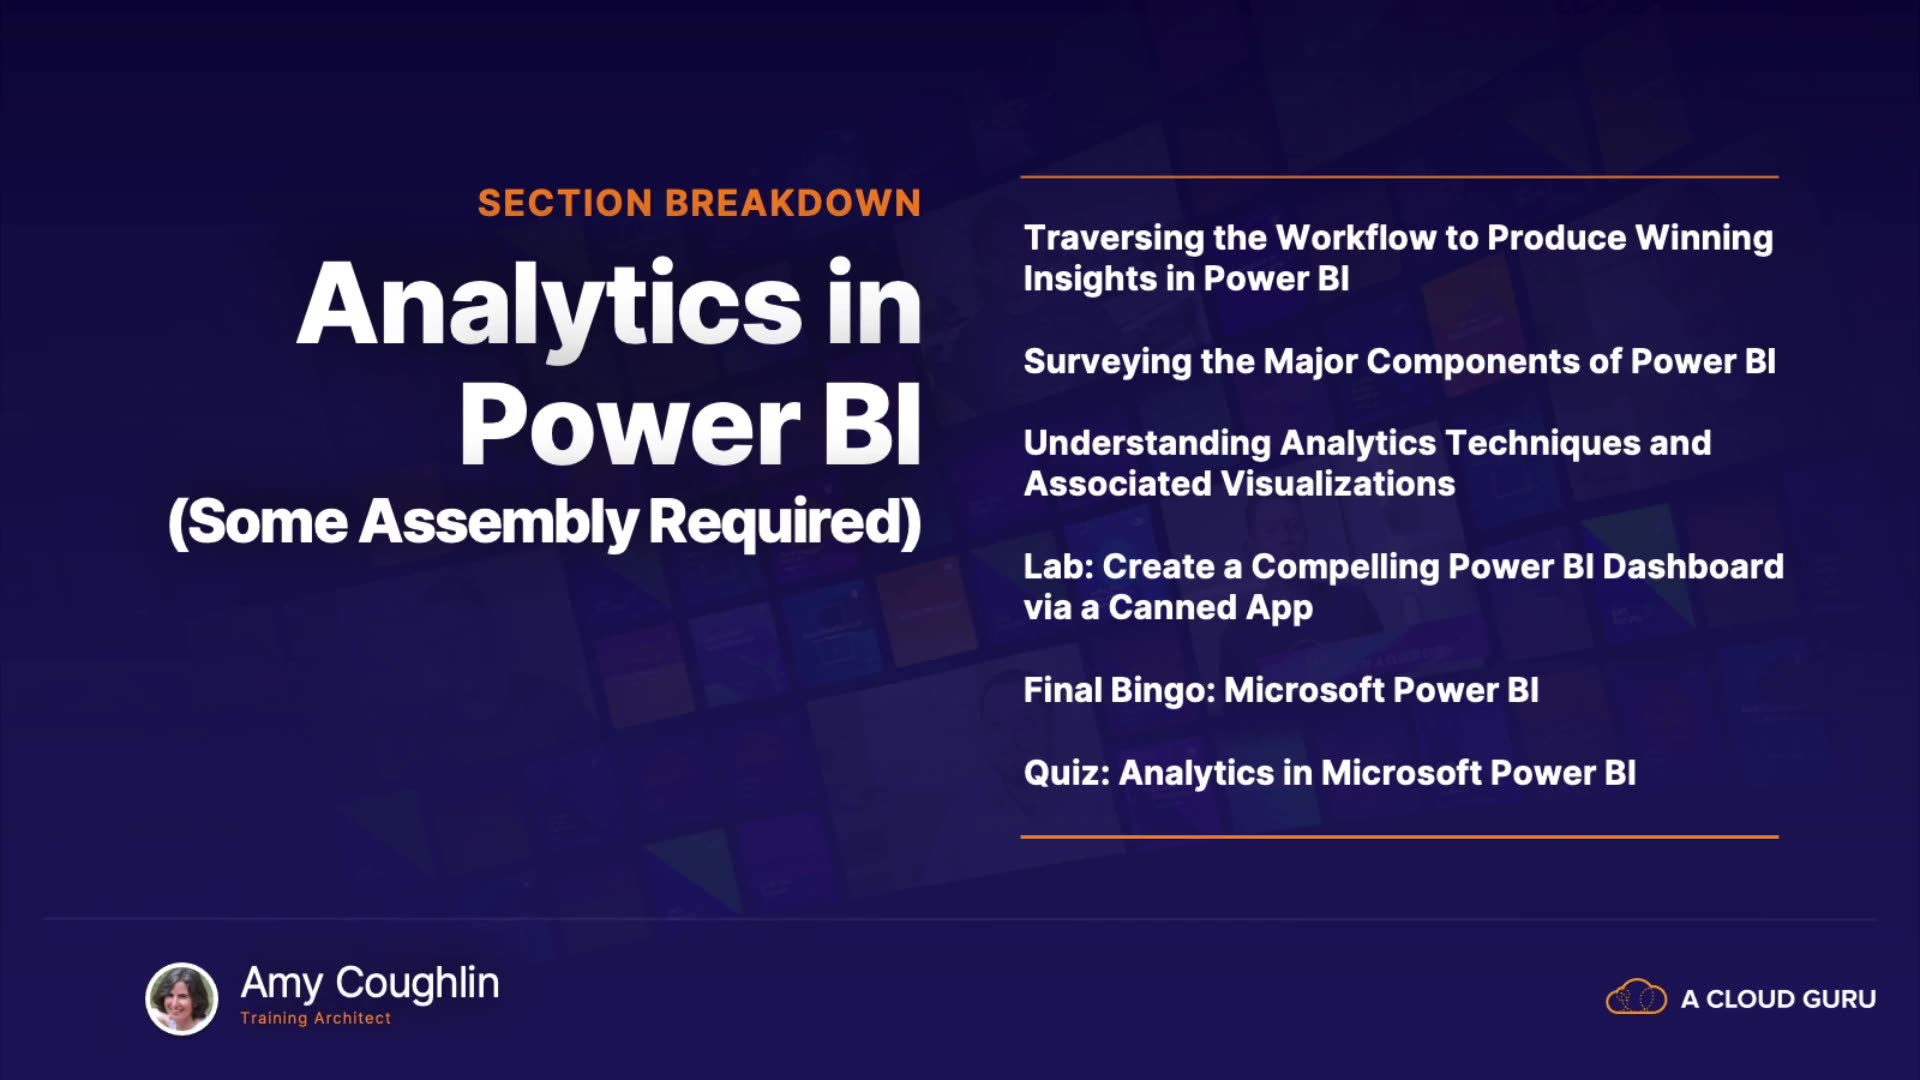 SECTION BREAKDOWN
Analytics in
Power BI
(Some Assembly Required)
Traversing the Workflow to Produce Winning
Insights in Power BI
Surveying the Major Components of Power BI
Understanding Analytics Techniques and
Associated Visualizations
Lab: Create a Compelling Power BI Dashboard
via a Canned App
Final Bingo: Microsoft Power BI
Quiz: Analytics in Microsoft Power BI
Amy Coughlin
Training Architect
A CLOUD GURU